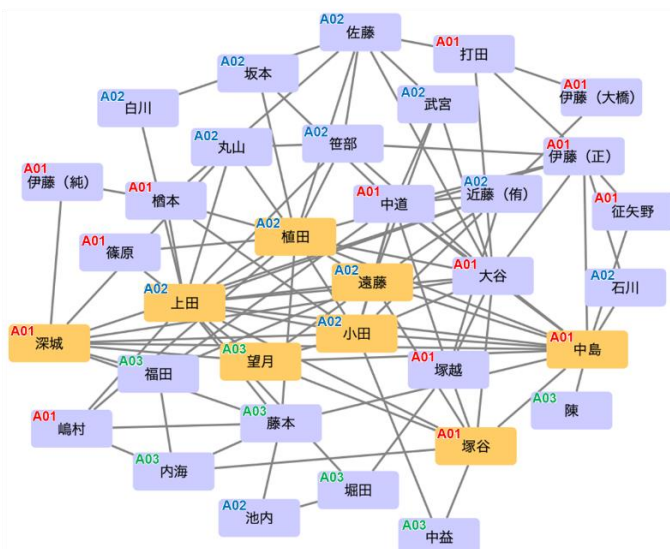 A02
佐藤
A01
打田
A02
坂本
A01
伊藤（大橋）
A02
白川
A02
武宮
A02
丸山
A02
笹部
A01
伊藤（正）
A01
伊藤（純）
A01
楢本
A01
中道
A02
近藤（侑）
A01
征矢野
A02
植田
A01
篠原
A02
遠藤
A01
大谷
A02
石川
A02
上田
A01
深城
A02
小田
A01
中島
A03
福田
A03
望月
A01
塚越
A03
陳
A01
嶋村
A03
藤本
A01
塚谷
A03
内海
A03
堀田
A02
池内
A03
中益